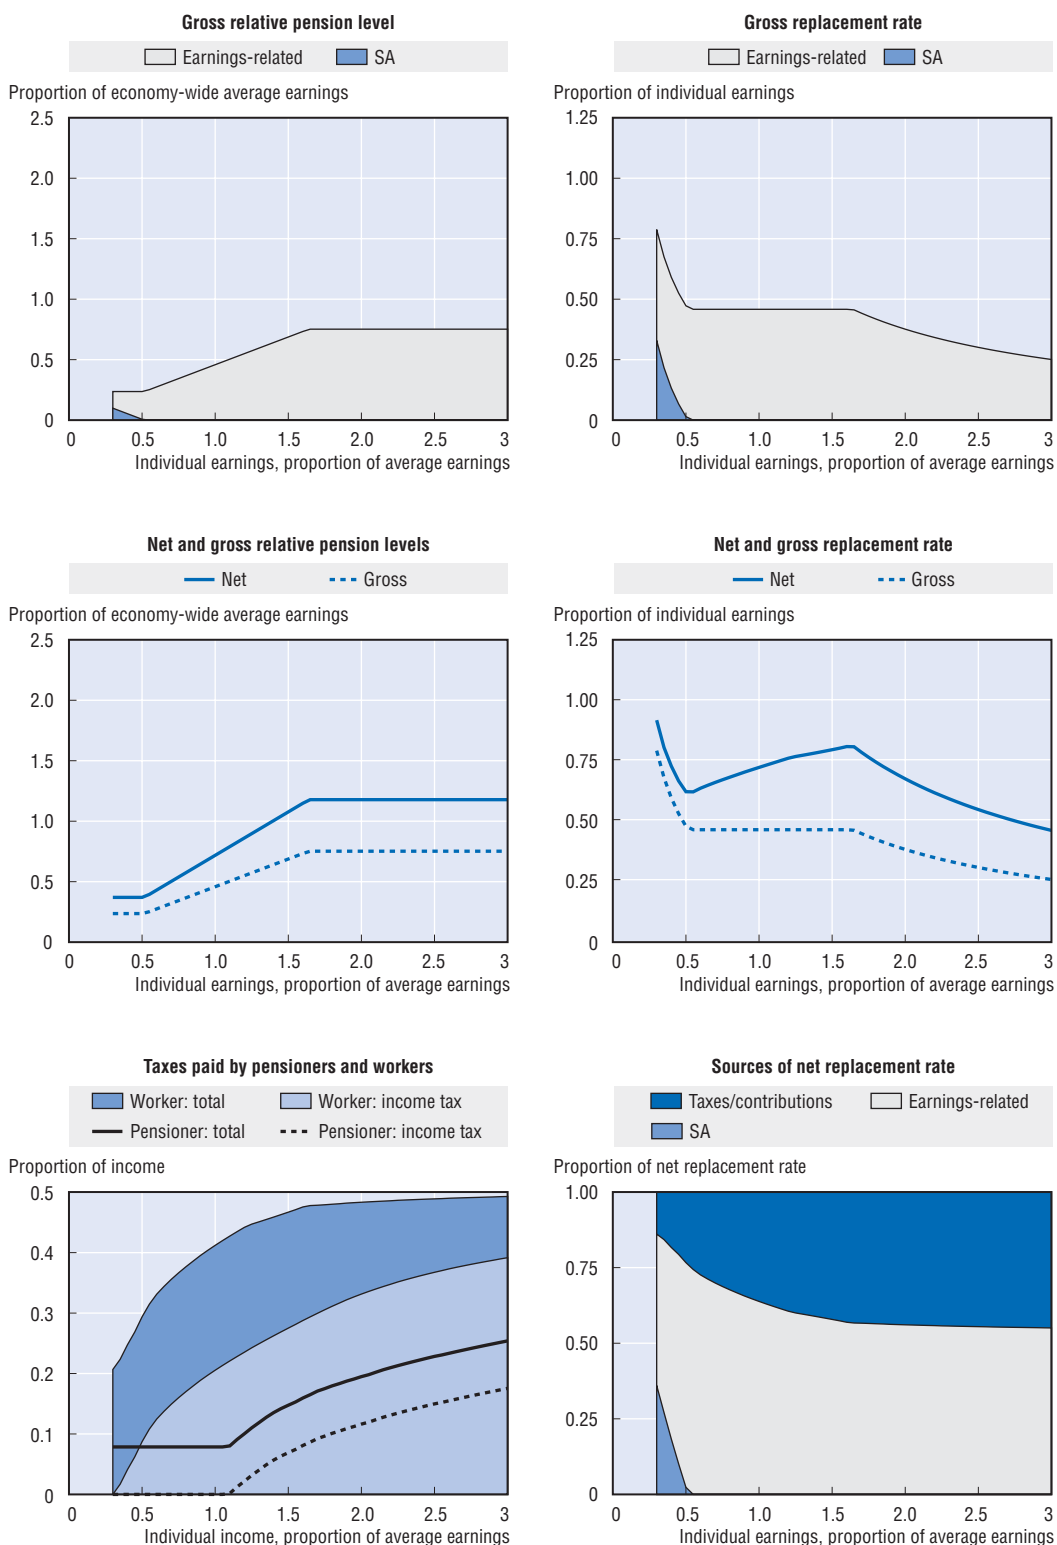 Gross relative pension level
Earnings-related SA
Proportion of economy-wide average earnings
2.5
2.0
1.5
1.0
0.5
0
0 0.5 1.0 1.5 2.0 2.5 3
Individual earnings, proportion of average earnings
Gross replacement rate
Earnings-related SA
Proportion of individual earnings
1.25
1.00
0.75
0.50
0.25
0
0 0.5 1.0 1.5 2.0 2.5 3
Individual earnings, proportion of average earnings
Net and gross relative pension levels
Net Gross
Proportion of economy-wide average earnings
2.5
2.0
1.5
1.0
0.5
0
0 0.5 1.0 1.5 2.0 2.5 3
Individual earnings, proportion of average earnings
Net and gross replacement rate
Net Gross
Proportion of individual earnings
1.25
1.00
0.75
0.50
0.25
0
0 0.5 1.0 1.5 2.0 2.5 3
Individual earnings, proportion of average earnings
Taxes paid by pensioners and workers
Worker: total Worker: income tax
Pensioner: total Pensioner: income tax
Proportion of income
0.5
0.4
0.3
0.2
0.1
0
0 0.5 1.0 1.5 2.0 2.5 3
Individual income, proportion of average earnings
Sources of net replacement rate
Taxes/contributions Earnings-related
SA
Proportion of net replacement rate
1.00
0.75
0.50
0.25
0
0 0.5 1.0 1.5 2.0 2.5 3
Individual earnings, proportion of average earnings